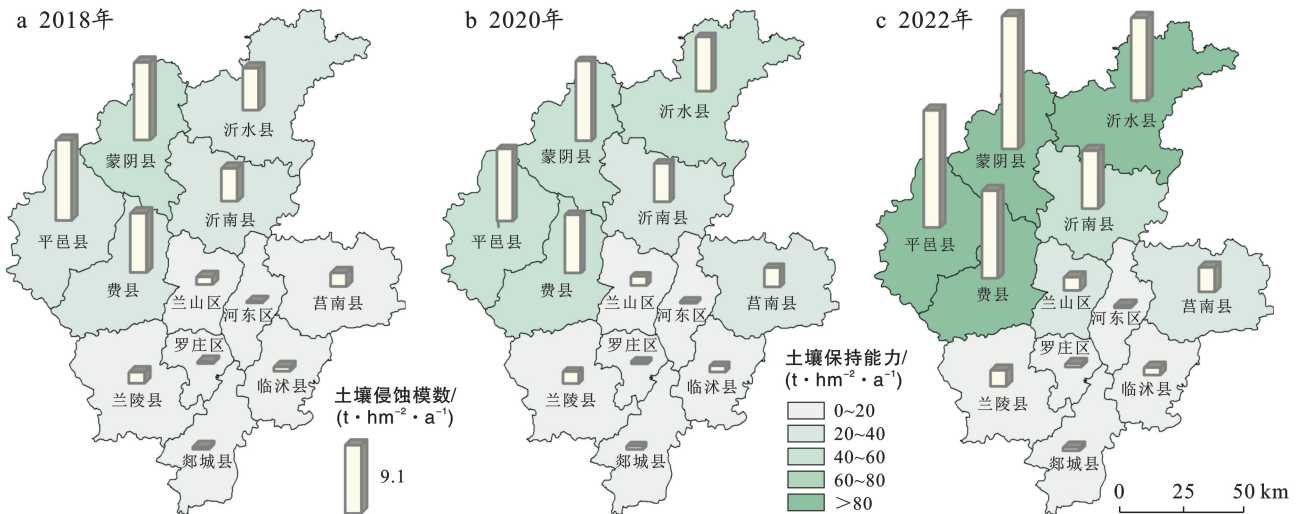 a 2018年
沂水县
蒙阴县
沂南县
平邑县
费县
兰山区
河东区
莒南县
罗庄区
兰陵县
临沭县
郯城县
土壤侵蚀模数/
(t·hm⁻²·a⁻¹)
9.1
b 2020年
沂水县
蒙阴县
沂南县
平邑县
费县
兰山区
河东区
莒南县
罗庄区
兰陵县
临沭县
郯城县
土壤保持能力/
(t·hm⁻²·a⁻¹)
0~20
20~40
40~60
60~80
>80
c 2022年
沂水县
蒙阴县
沂南县
平邑县
费县
兰山区
河东区
莒南县
罗庄区
兰陵县
临沭县
郯城县
0 25 50 km